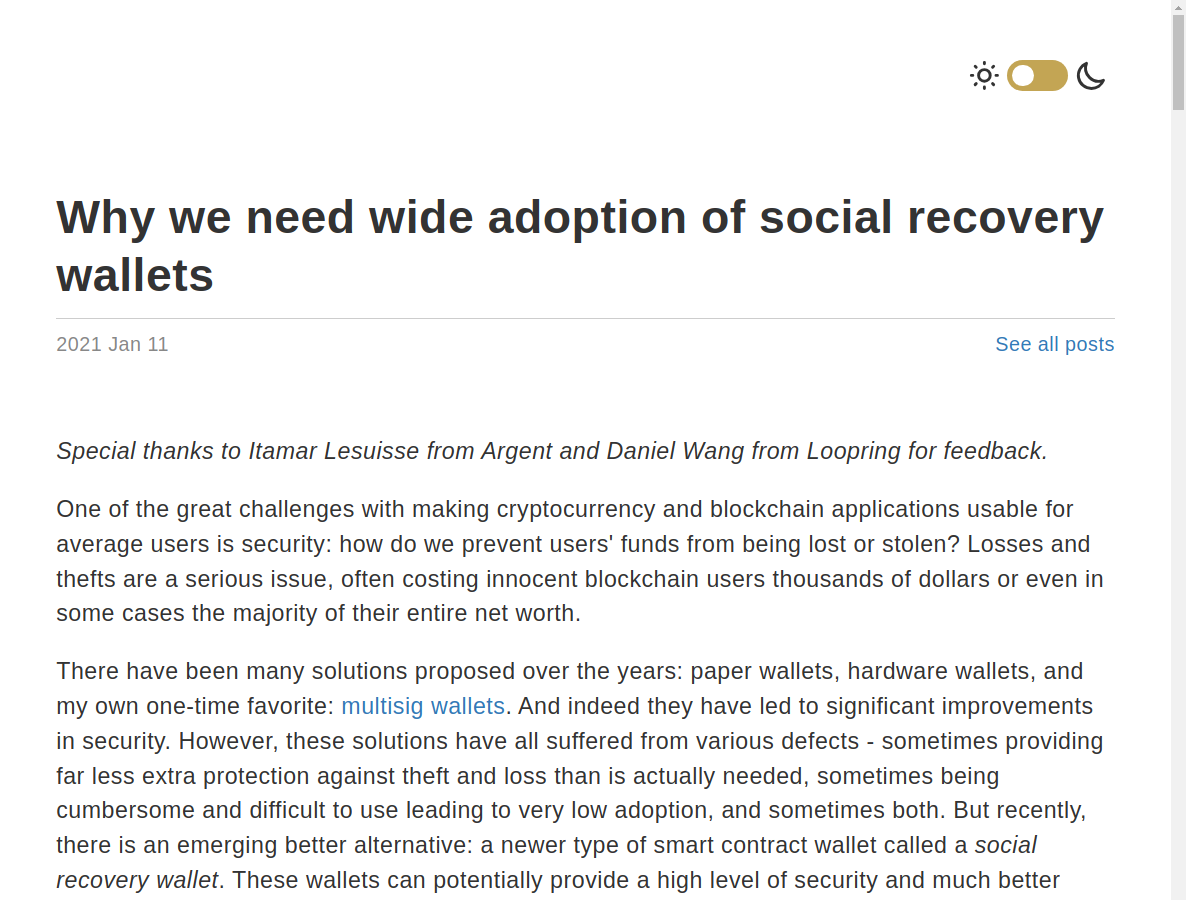 Why we need wide adoption of social recovery
wallets
2021 Jan 11
See all posts
Special thanks to Itamar Lesuisse from Argent and Daniel Wang from Loopring for feedback.
One of the great challenges with making cryptocurrency and blockchain applications usable for
average users is security: how do we prevent users' funds from being lost or stolen? Losses and
thefts are a serious issue, often costing innocent blockchain users thousands of dollars or even in
some cases the majority of their entire net worth.
There have been many solutions proposed over the years: paper wallets, hardware wallets, and
my own one-time favorite: multisig wallets. And indeed they have led to significant improvements
in security. However, these solutions have all suffered from various defects - sometimes providing
far less extra protection against theft and loss than is actually needed, sometimes being
cumbersome and difficult to use leading to very low adoption, and sometimes both. But recently,
there is an emerging better alternative: a newer type of smart contract wallet called a social
recovery wallet. These wallets can potentially provide a high level of security and much better